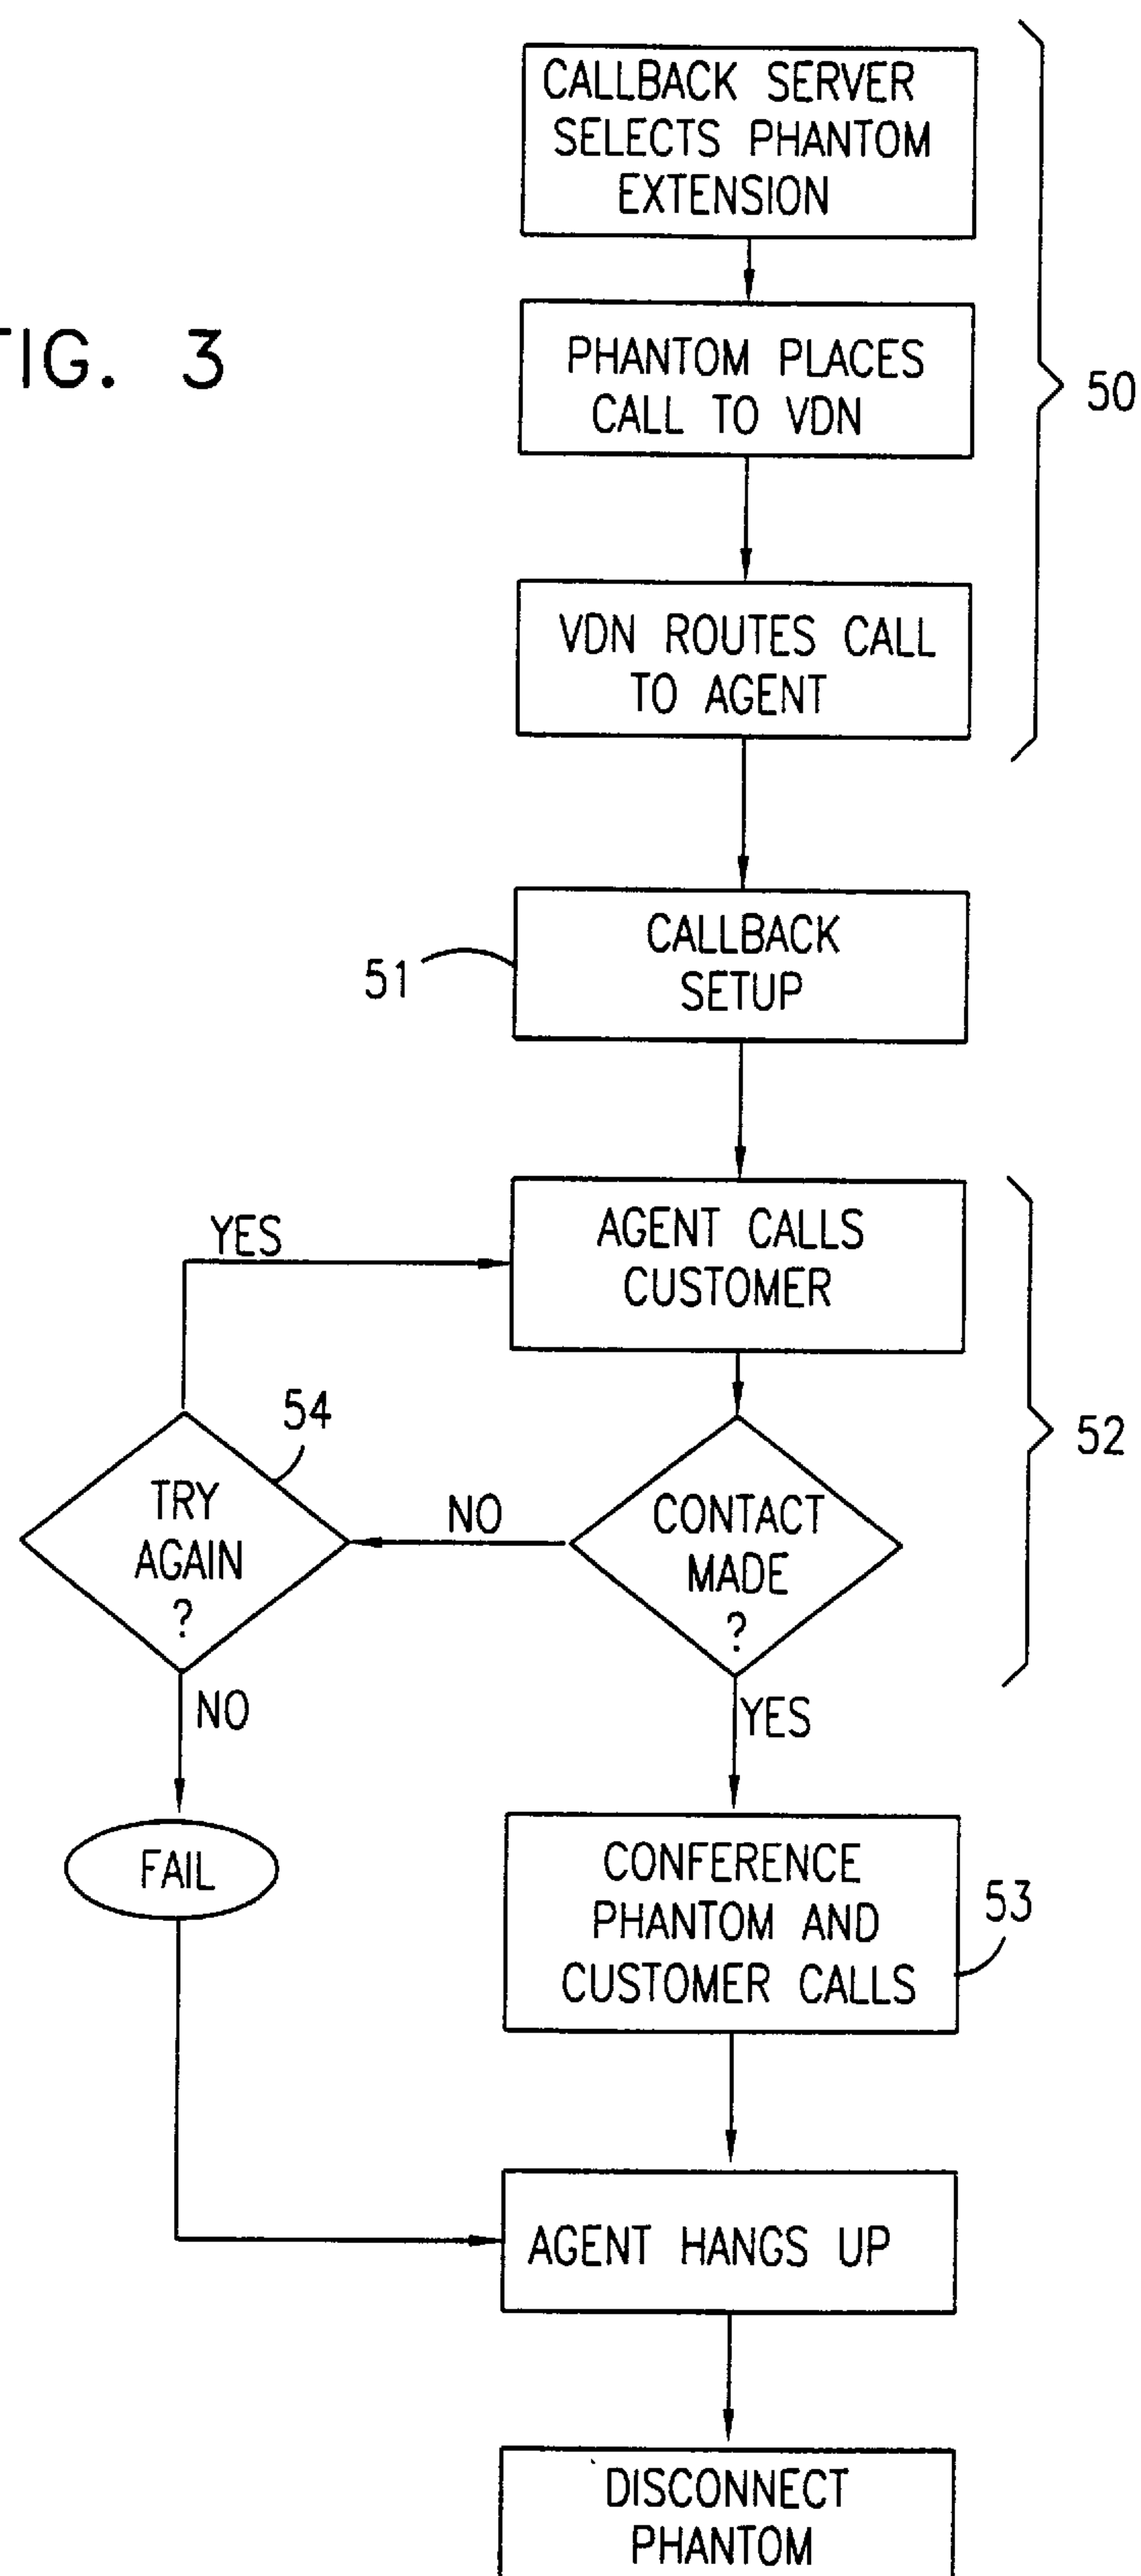 CALLBACK SERVER
SELECTS PHANTOM
EXTENSION
FIG. 3
PHANTOM PLACES
CALL TO VDN
50
VDN ROUTES CALL
TO AGENT
CALLBACK
SETUP
51
AGENT CALLS
CUSTOMER
YES
54
52
TRY
AGAIN
?
NO
CONTACT
MADE
?
NO
YES
FAIL
CONFERENCE
PHANTOM AND
CUSTOMER CALLS
53
AGENT HANGS UP
DISCONNECT
PHANTOM